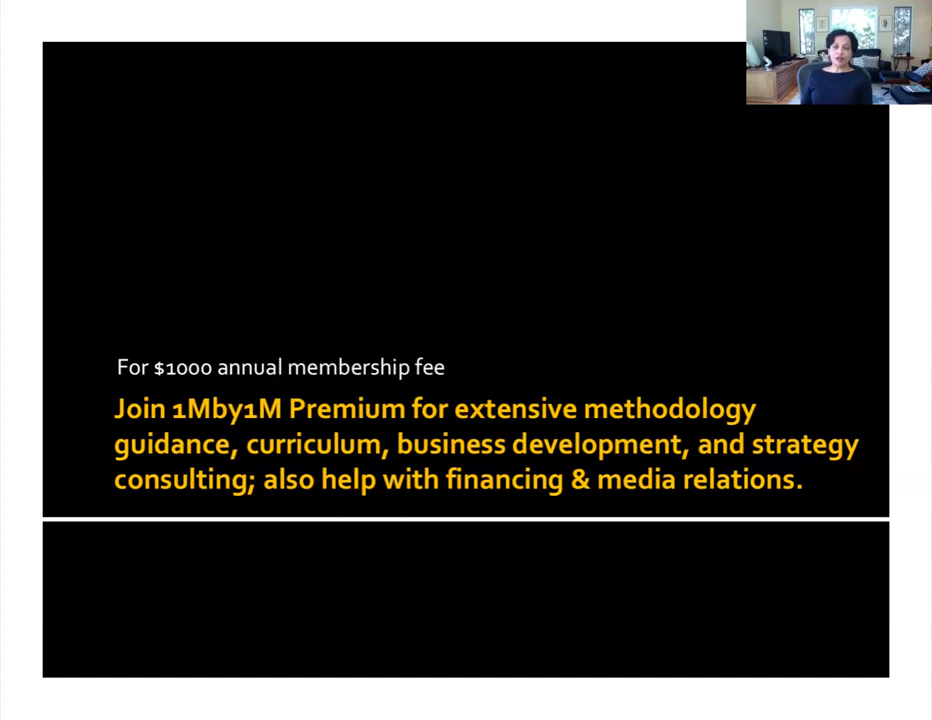 For $1000 annual membership fee
Join 1Mby1M Premium for extensive methodology
guidance, curriculum, business development, and strategy
consulting; also help with financing & media relations.